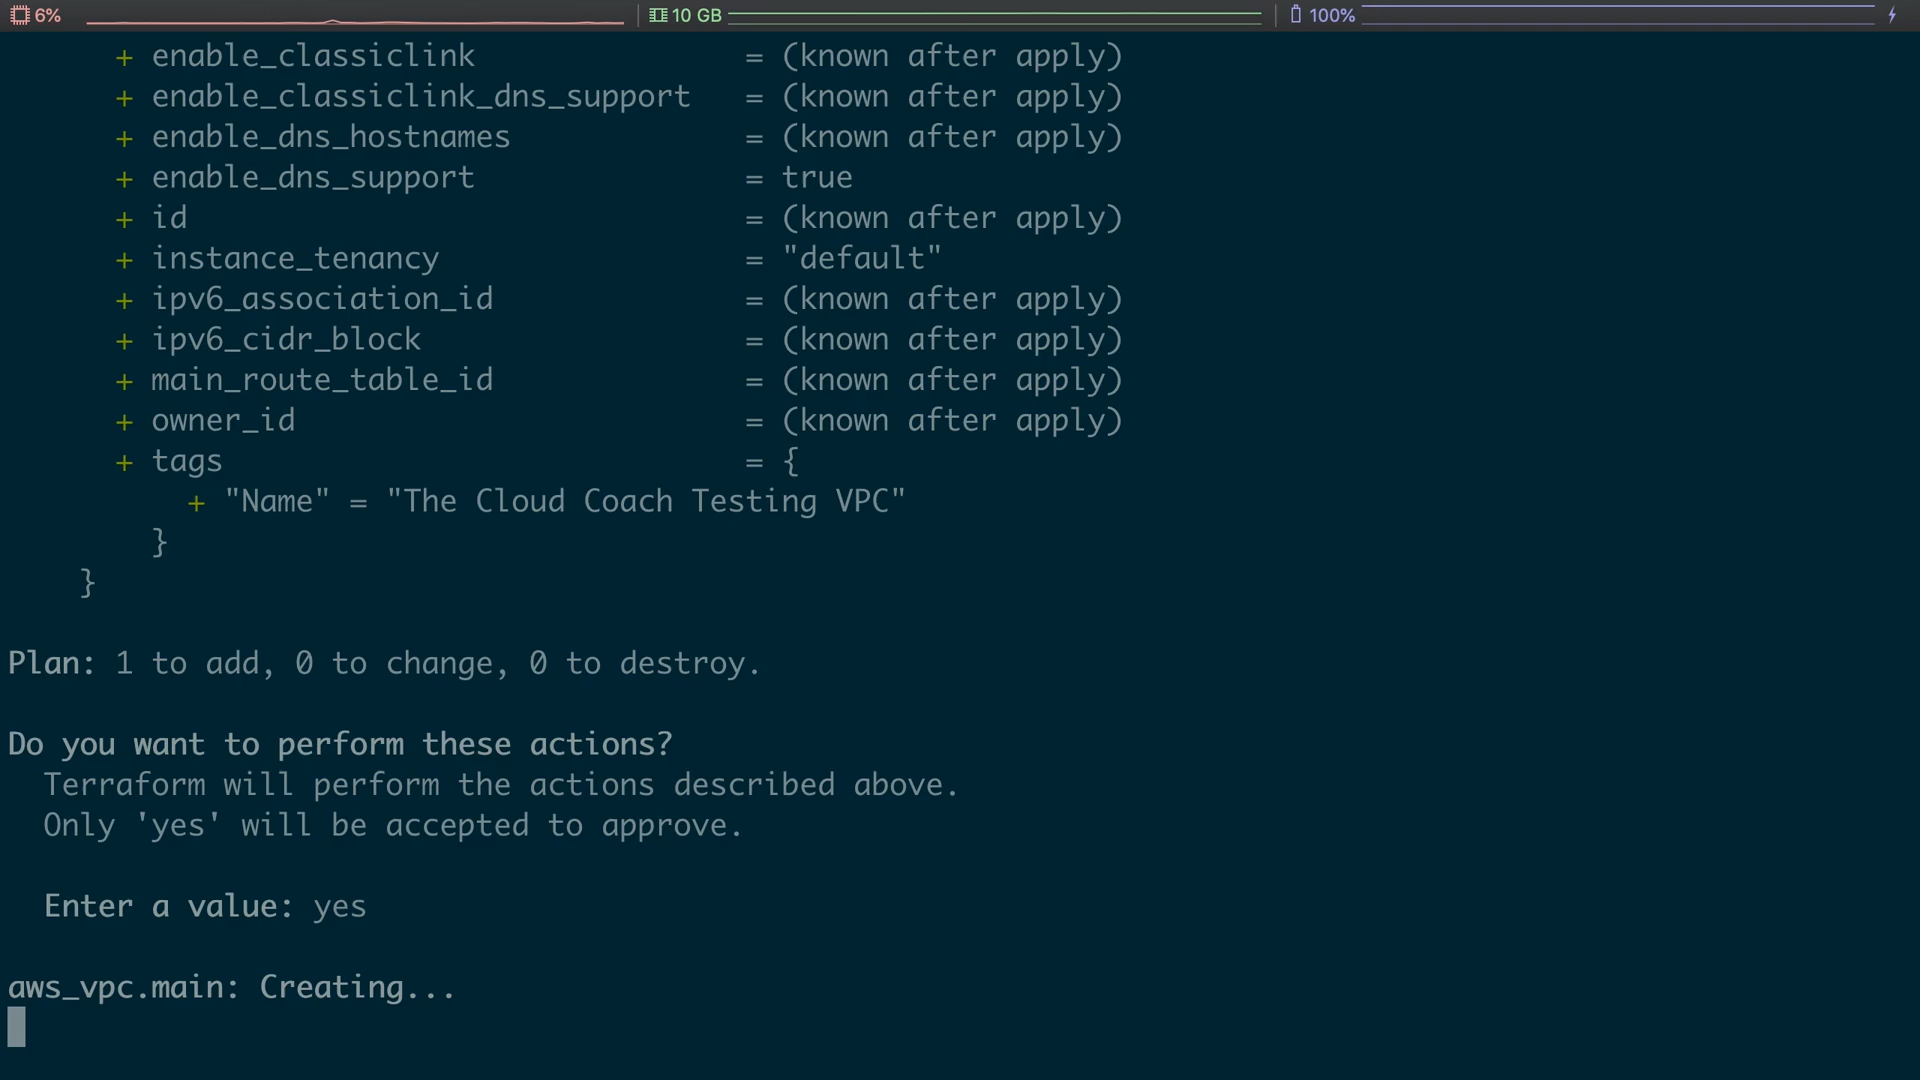 6% 10 GB 100%
+ enable_classiclink = (known after apply)
+ enable_classiclink_dns_support = (known after apply)
+ enable_dns_hostnames = (known after apply)
+ enable_dns_support = true
+ id = (known after apply)
+ instance_tenancy = "default"
+ ipv6_association_id = (known after apply)
+ ipv6_cidr_block = (known after apply)
+ main_route_table_id = (known after apply)
+ owner_id = (known after apply)
+ tags = {
+ "Name" = "The Cloud Coach Testing VPC"
}
}
Plan: 1 to add, 0 to change, 0 to destroy.
Do you want to perform these actions?
Terraform will perform the actions described above.
Only 'yes' will be accepted to approve.
Enter a value: yes
aws_vpc.main: Creating...